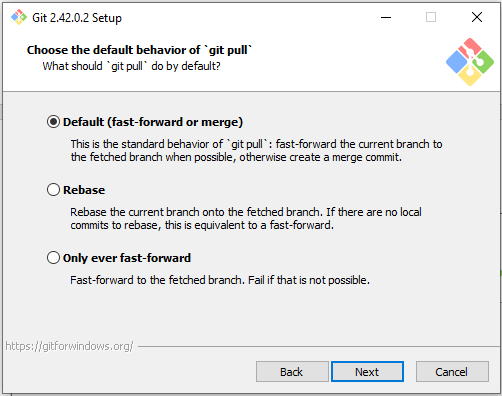 Git 2.42.0.2 Setup
Choose the default behavior of `git pull`
What should `git pull` do by default?
Default (fast-forward or merge)
This is the standard behavior of `git pull`: fast-forward the current branch to
the fetched branch when possible, otherwise create a merge commit.
Rebase
Rebase the current branch onto the fetched branch. If there are no local
commits to rebase, this is equivalent to a fast-forward.
Only ever fast-forward
Fast-forward to the fetched branch. Fail if that is not possible.
https://gitforwindows.org/
Back
Next
Cancel